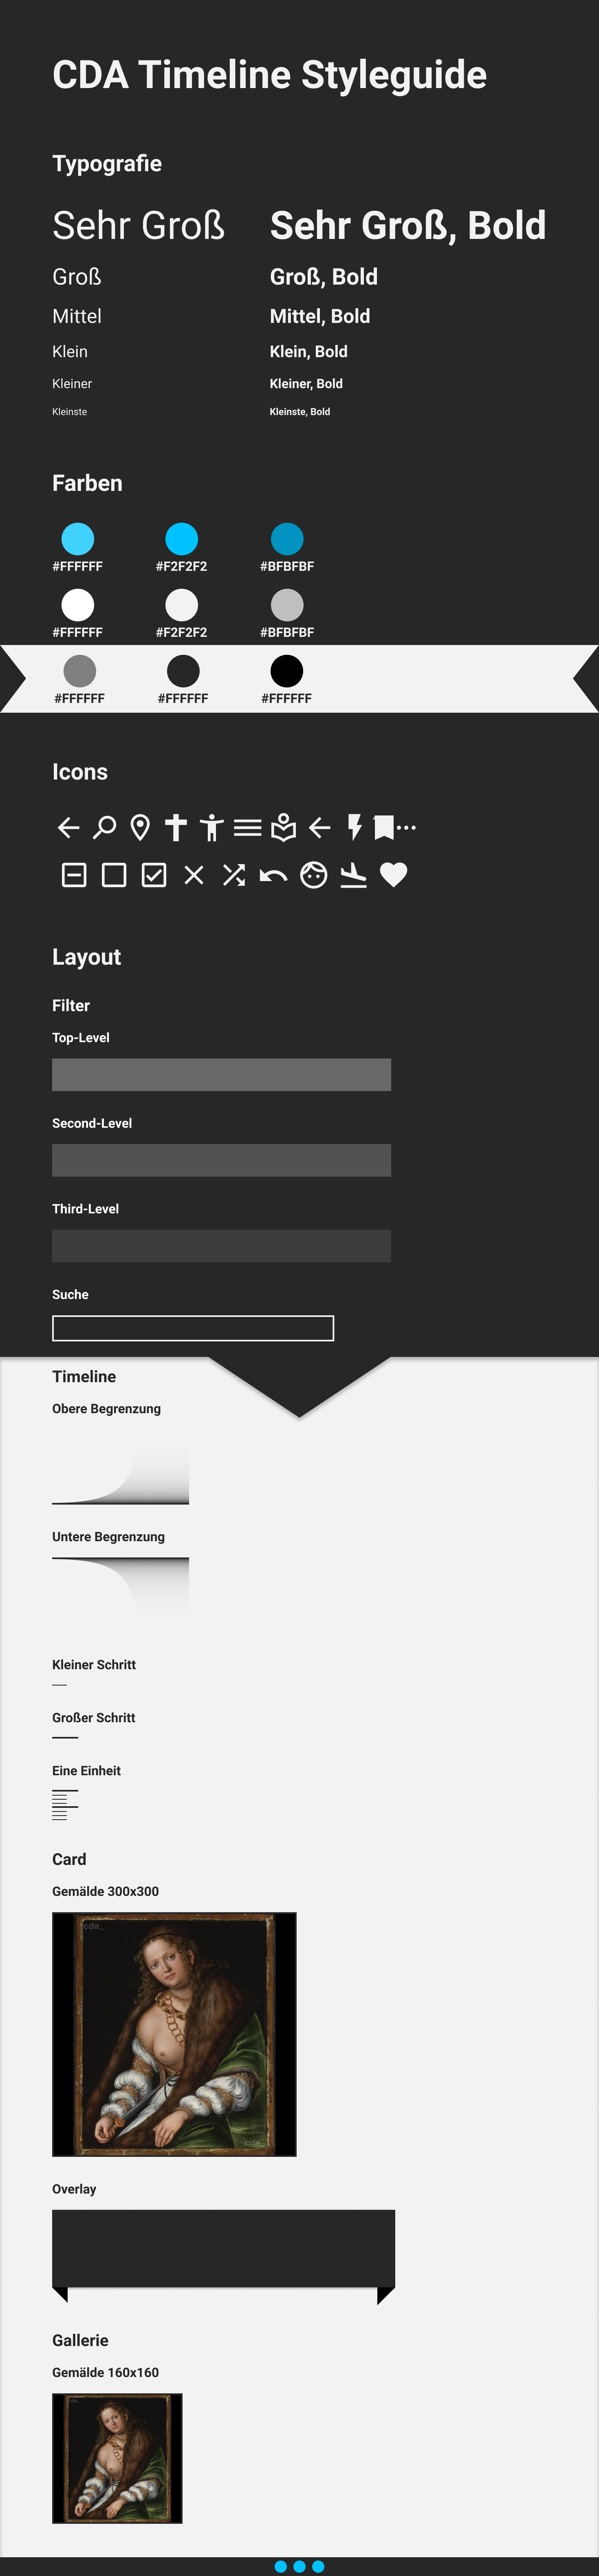 CDA Timeline Styleguide
Typografie
Sehr Groß Sehr Groß, Bold
Groß Groß, Bold
Mittel Mittel, Bold
Klein Klein, Bold
Kleiner Kleiner, Bold
Kleinste Kleinste, Bold
Farben
#FFFFFF #F2F2F2 #BFBFBF
#FFFFFF #F2F2F2 #BFBFBF
#FFFFFF #FFFFFF #FFFFFF
Icons
Layout
Filter
Top-Level
Second-Level
Third-Level
Suche
Timeline
Obere Begrenzung
Untere Begrenzung
Kleiner Schritt
Großer Schritt
Eine Einheit
Card
Gemälde 300x300
cda_
cda_
Overlay
Gallerie
Gemälde 160x160